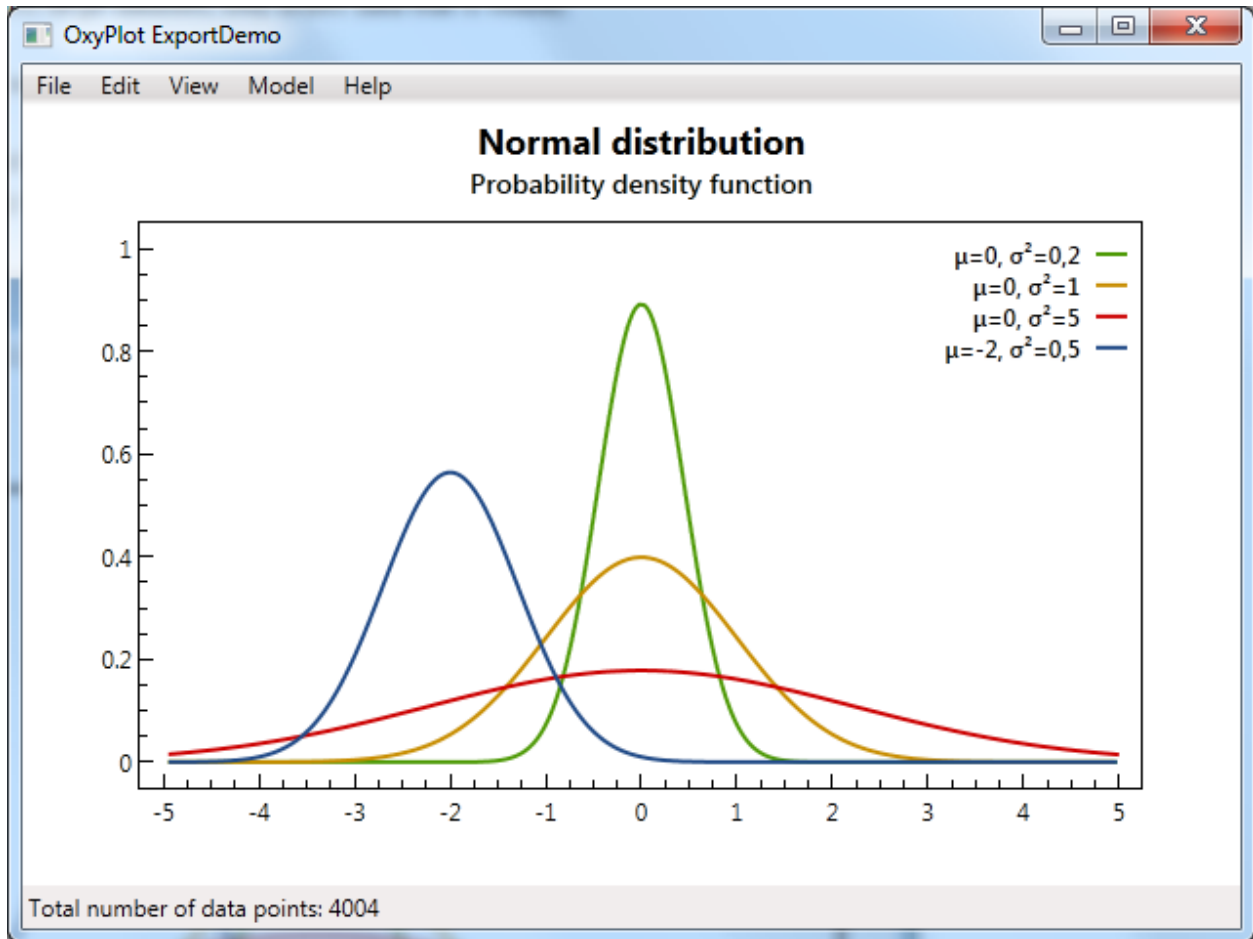 OxyPlot ExportDemo
File Edit View Model Help
Normal distribution
Probability density function
μ=0, σ²=0,2
μ=0, σ²=1
μ=0, σ²=5
μ=-2, σ²=0,5
1
0.8
0.6
0.4
0.2
0
-5 -4 -3 -2 -1 0 1 2 3 4 5
Total number of data points: 4004